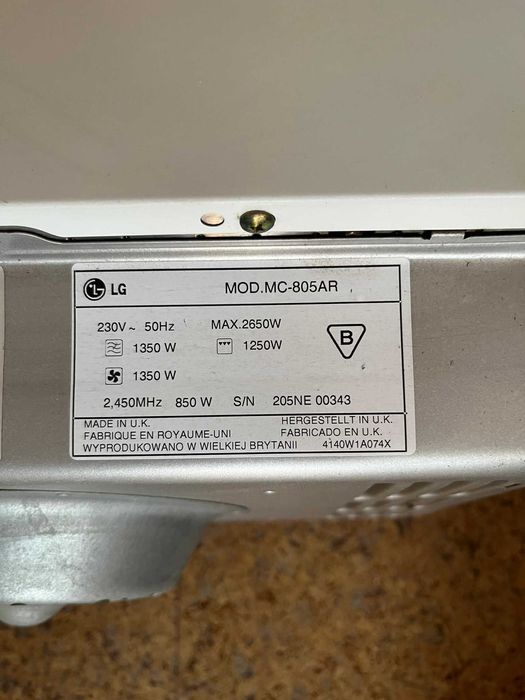 LG MOD.MC-805AR
230V~ 50Hz MAX.2650W
1350 W 1250W
B
1350 W
2,450MHz 850 W S/N 205NE 00343
MADE IN U.K. HERGESTELLT IN U.K.
FABRIQUE EN ROYAUME-UNI FABRICADO EN U.K.
WYPRODUKOWANO W WIELKIEJ BRYTANII 4140W1A074X